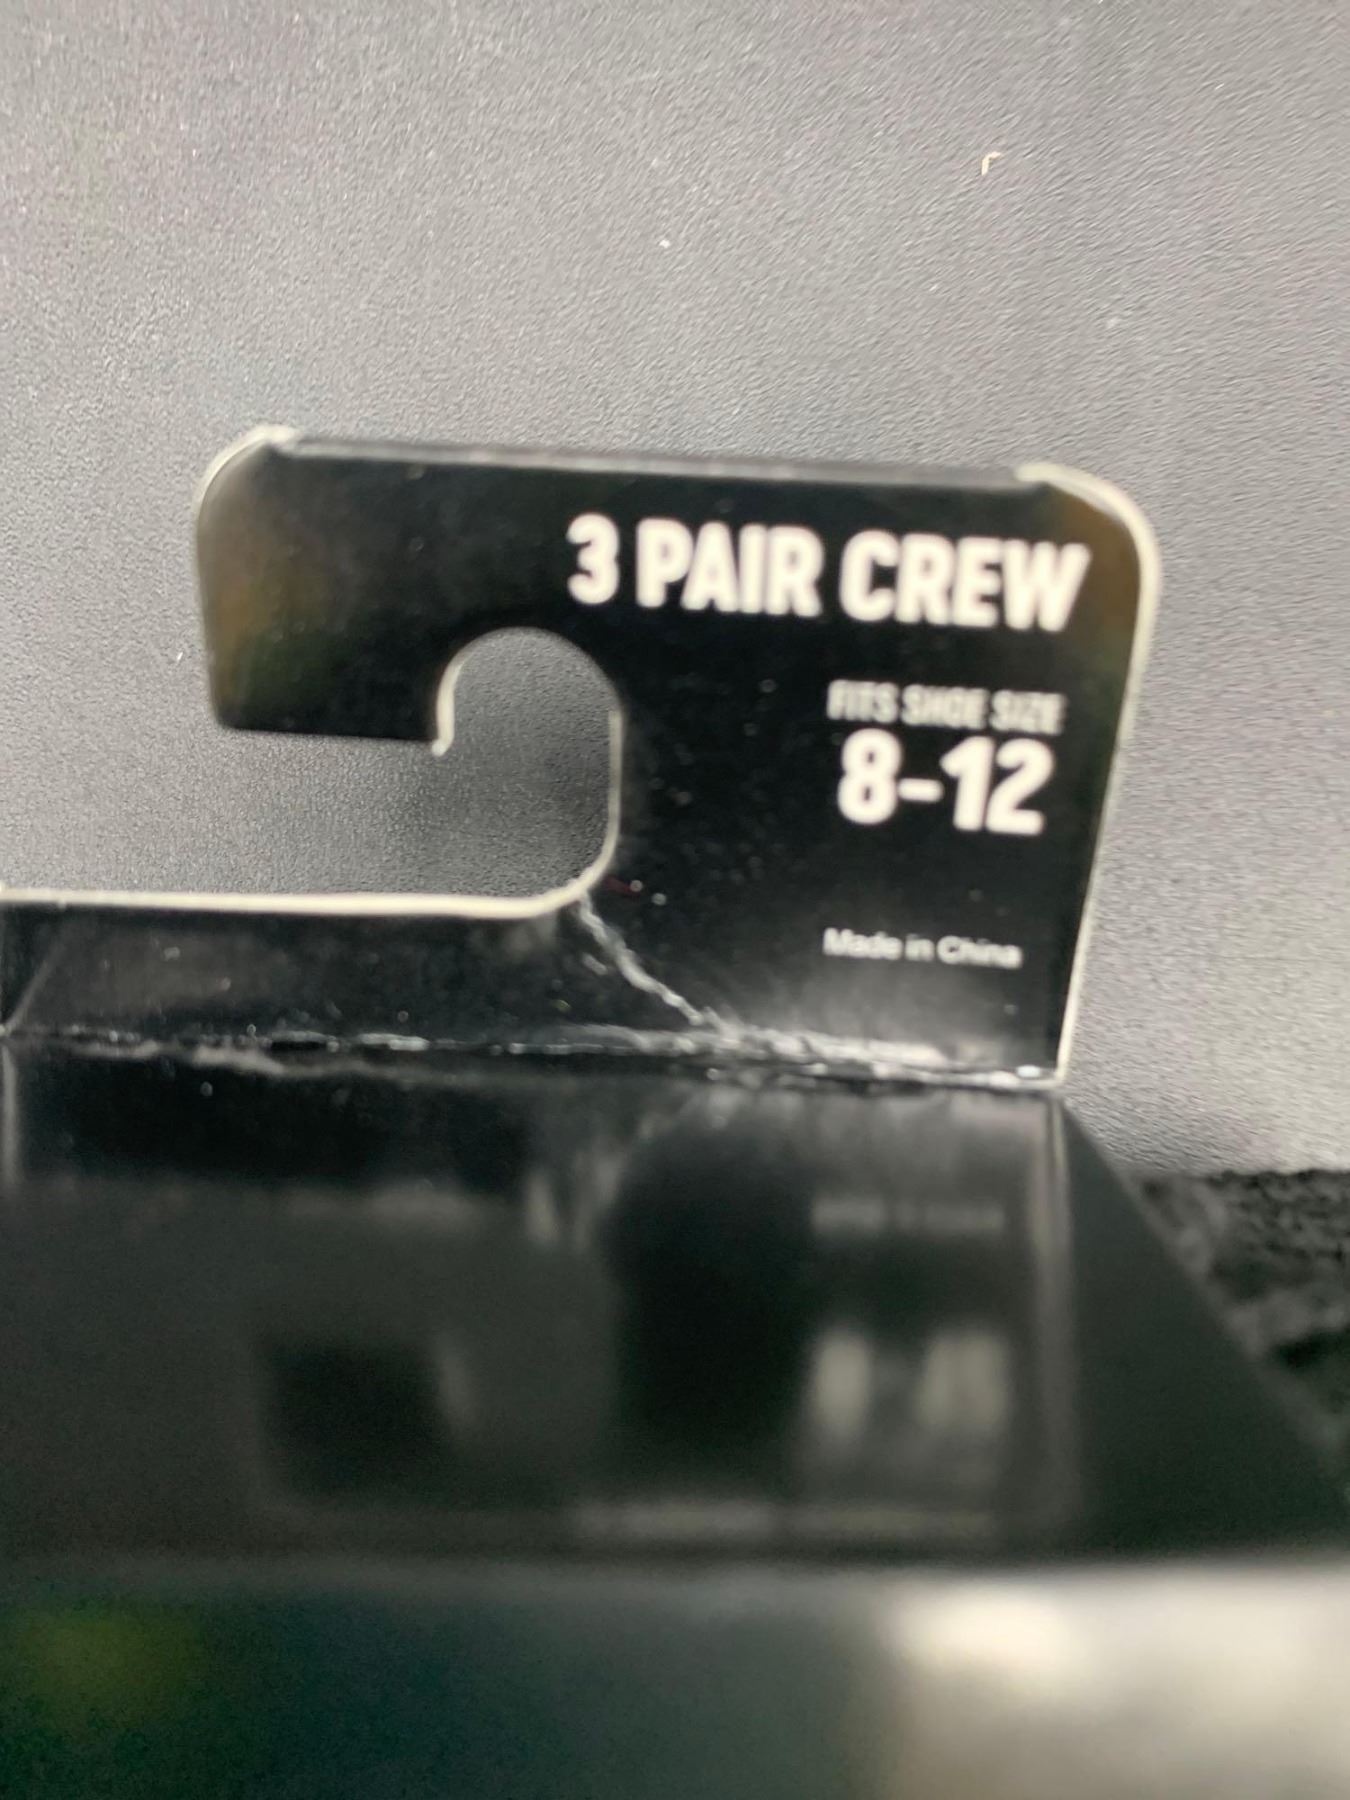 3 PAIR CREW
FITS SHOE SIZE
8-12
Made in China